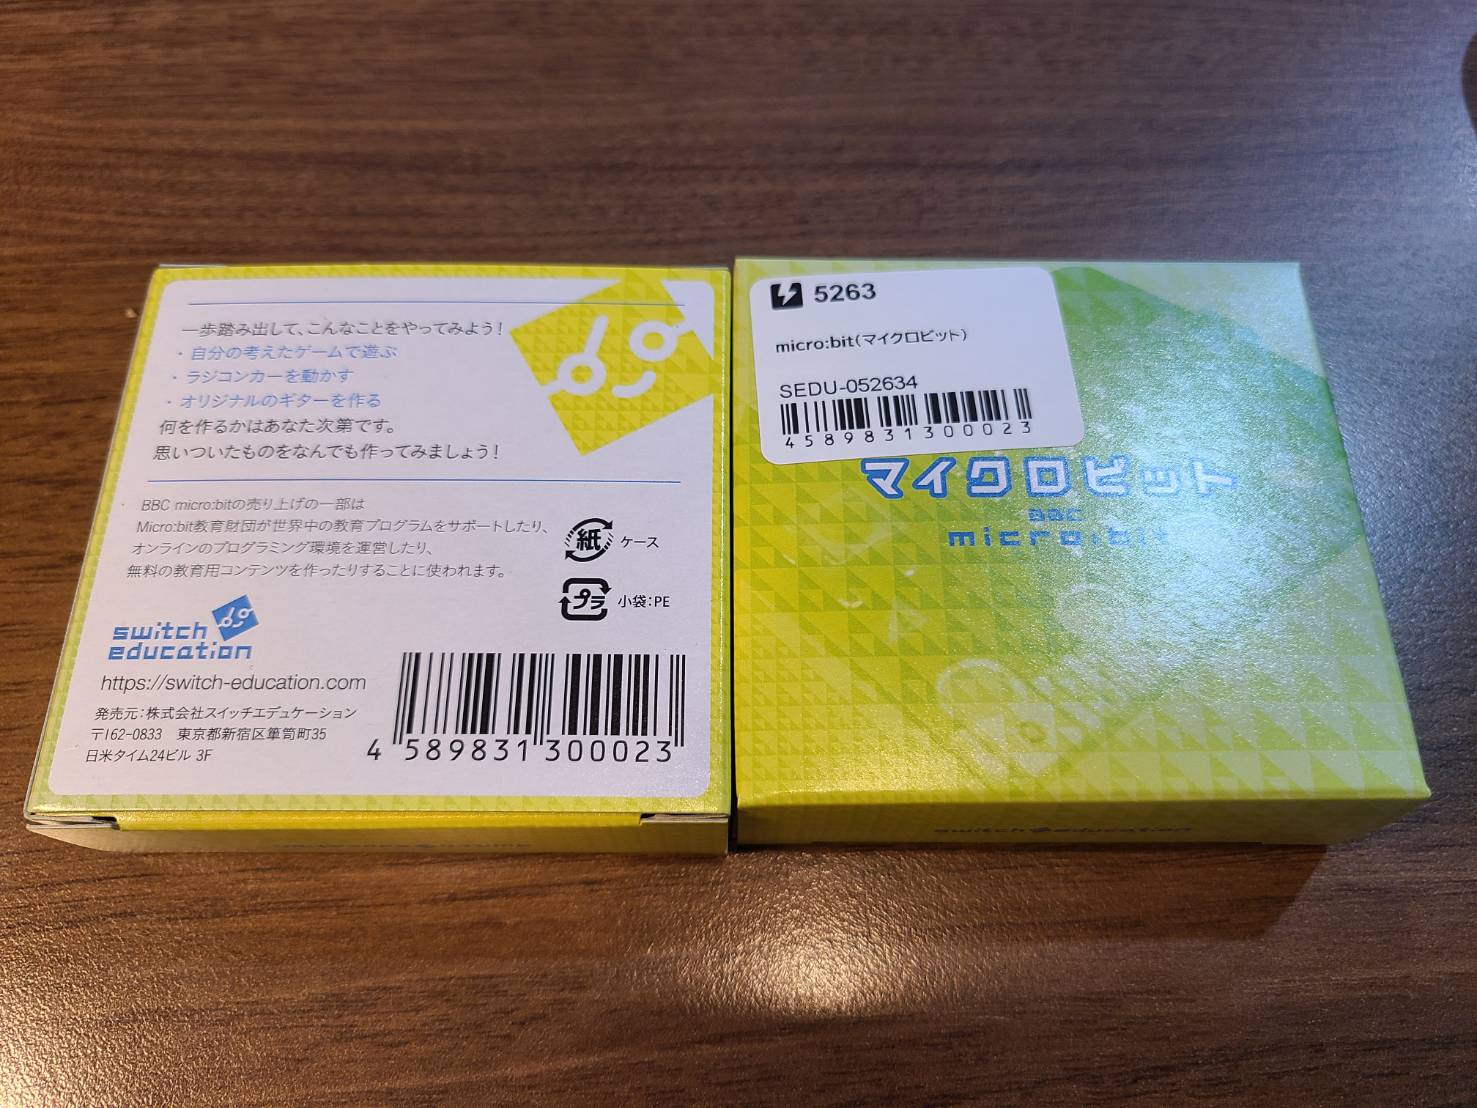 一歩踏み出して、こんなことをやってみよう！
・自分の考えたゲームで遊ぶ
・ラジコンカーを動かす
・オリジナルのギターを作る
何を作るかはあなた次第です。
思いついたものをなんでも作ってみましょう！
BBC micro:bitの売り上げの一部は
Micro:bit教育財団が世界中の教育プログラムをサポートしたり、
オンラインのプログラミング環境を運営したり、
無料の教育用コンテンツを作ったりすることに使われます。
紙 ケース
プラ 小袋:PE
switch
education
https://switch-education.com
発売元:株式会社スイッチエデュケーション
〒162-0833 東京都新宿区箪笥町35
日米タイム24ビル 3F
4 589831 300023
5263
micro:bit(マイクロビット)
SEDU-052634
4589831300023
マイクロビット
BBC
micro:bit
switch education